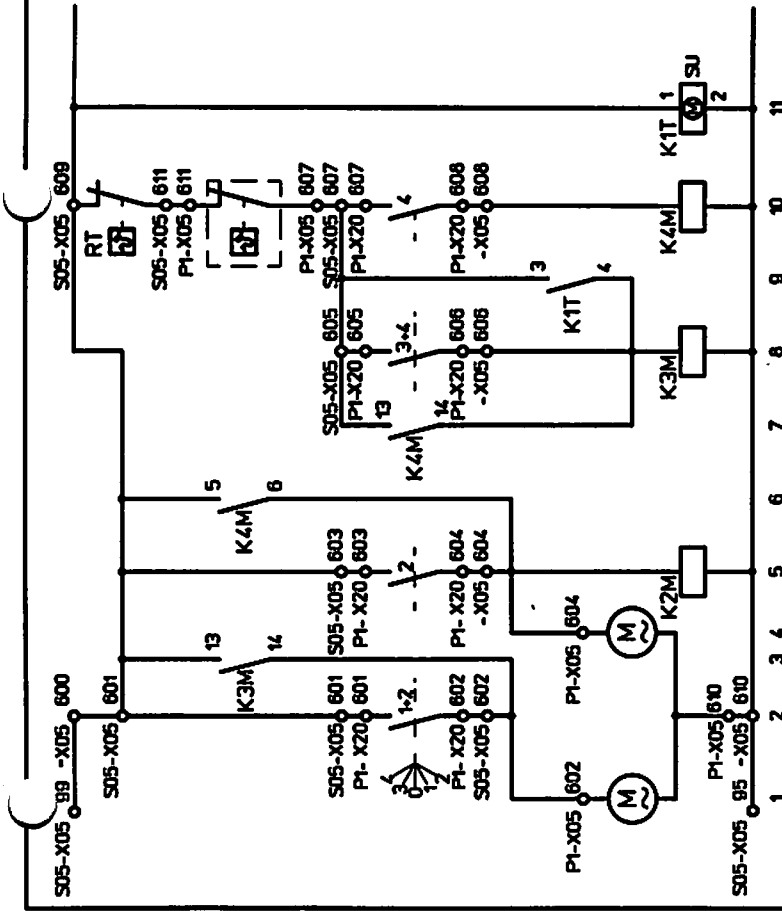 S05-X05 99 -X05 600
S05-X05 601
S05-X05 609
RT
S05-X05 611
P1-X05 611
P1-X05 607
S05-X05 607
P1-X20 607
4
P1-X20 608
-X05 608
S05-X05 605
P1-X20 605
3+4
P1-X20 606
-X05 606
13
14
K4M
3
4
K1T
5
6
K4M
13
14
K3M
S05-X05 603
P1-X20 603
2
P1-X20 604
-X05 604
S05-X05 601
P1-X20 601
1+2
4
3
0
1
2
P1-X20 602
S05-X05 602
P1-X05 602
M
~
P1-X05 604
M
~
K2M
K3M
K4M
K1T
1
M
SU
2
P1-X05 610
S05-X05 95 -X05 610
1
2
3
4
5
6
7
8
9
10
11